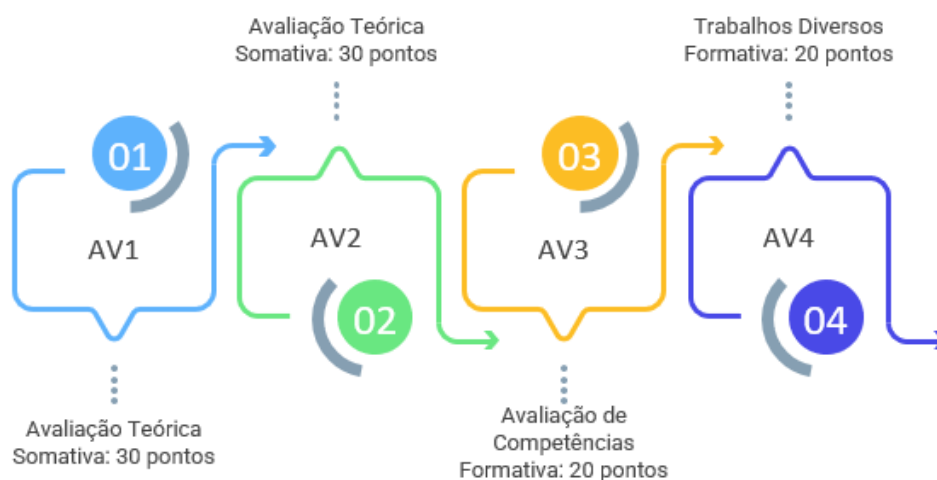 01
AV1
Avaliação Teórica
Somativa: 30 pontos
Avaliação Teórica
Somativa: 30 pontos
AV2
02
03
AV3
Avaliação de
Competências
Formativa: 20 pontos
Trabalhos Diversos
Formativa: 20 pontos
AV4
04